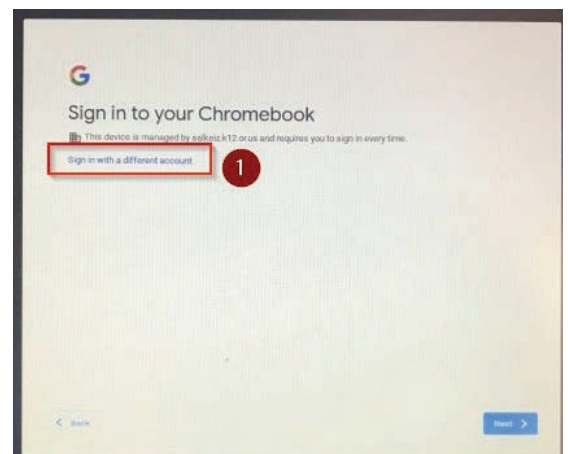 G
Sign in to your Chromebook
This device is managed by salkeiz.k12.or.us and requires you to sign in every time.
Sign in with a different account
1
Back
Next